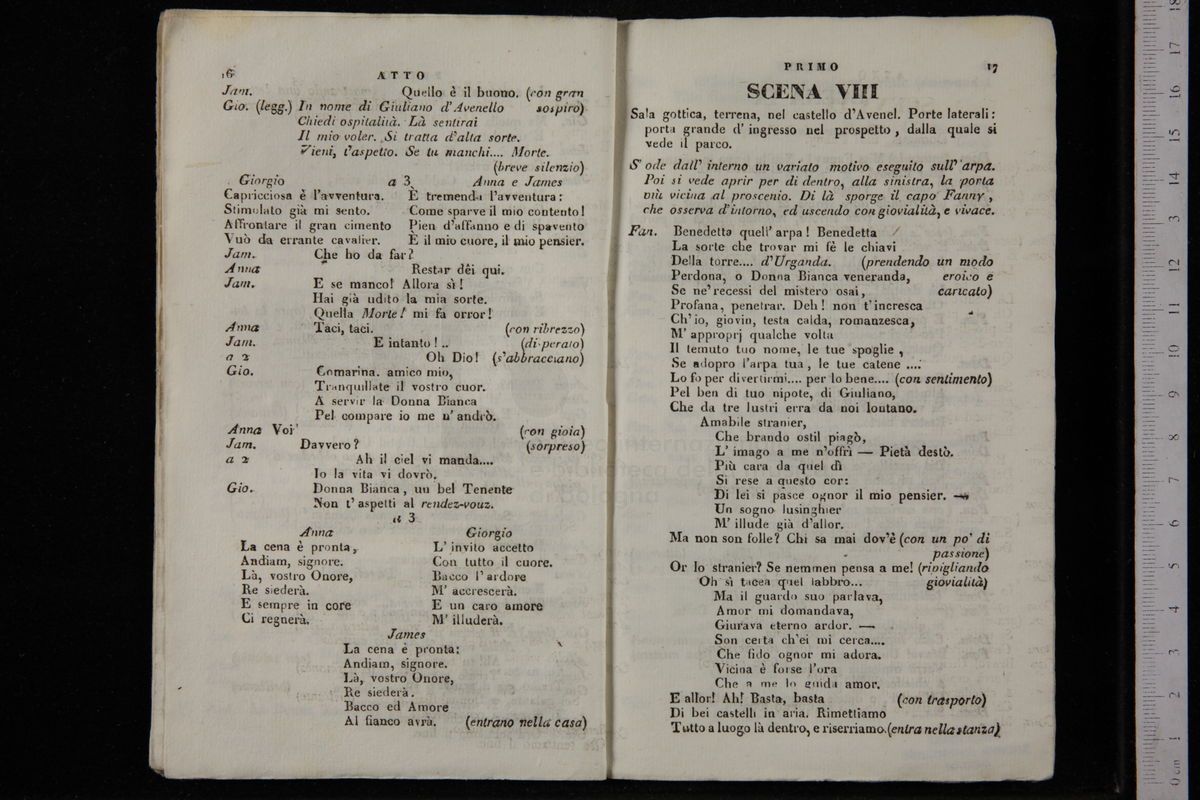 16 ATTO
Jam. Quello è il buono. (con gran
Gio. (legg.) In nome di Giuliano d'Avenello sospiro)
Chiedi ospitalità. Là sentirai
Il mio voler. Si tratta d'alta sorte.
Vieni, t'aspetto. Se tu manchi.... Morte.
(breve silenzio)
Giorgio a 3 Anna e James
Capricciosa è l'avventura. È tremenda l'avventura:
Stimolato già mi sento. Come sparve il mio contento!
Affrontare il gran cimento Pien d'affanno e di spavento
Vuò da errante cavalier. È il mio cuore, il mio pensier.
Jam. Che ho da far?
Anna Restar dêi qui.
Jam. E se manco! Allora sì!
Hai già udito la mia sorte.
Quella Morte! mi fa orror!
Anna Taci, taci. (con ribrezzo)
Jam. E intanto! .. (disperato)
a 2 Oh Dio! (s'abbracciano)
Gio. Comarina. amico mio,
Tranquillate il vostro cuor.
A servir la Donna Bianca
Pel compare io me n'andrò.
Anna Voi? (con gioia)
Jam. Davvero? (sorpreso)
a 2 Ah il ciel vi manda....
Io la vita vi dovrò.
Gio. Donna Bianca, un bel Tenente
Non t'aspetti al rendez-vouz.
a 3
Anna Giorgio
La cena è pronta, L'invito accetto
Andiam, signore. Con tutto il cuore.
Là, vostro Onore, Bacco l'ardore
Re siederà. M'accrescerà.
E sempre in core E un caro amore
Ci regnerà. M'illuderà.
James
La cena è pronta:
Andiam, signore.
Là, vostro Onore,
Re siederà.
Bacco ed Amore
Al fianco avrà. (entrano nella casa)
PRIMO 17
SCENA VIII
Sala gottica, terrena, nel castello d'Avenel. Porte laterali:
porta grande d'ingresso nel prospetto, dalla quale si
vede il parco.
S'ode dall'interno un variato motivo eseguito sull'arpa.
Poi si vede aprir per di dentro, alla sinistra, la porta
più vicina al proscenio. Di là sporge il capo Fanny,
che osserva d'intorno, ed uscendo con giovialità, e vivace.
Fan. Benedetta quell'arpa! Benedetta
La sorte che trovar mi fè le chiavi
Della torre.... d'Urganda. (prendendo un modo
Perdona, o Donna Bianca veneranda, eroico e
Se ne'recessi del mistero osai, caricato)
Profana, penetrar. Deh! non t'incresca
Ch'io, giovin, testa calda, romanzesca,
M'approprj qualche volta
Il temuto tuo nome, le tue spoglie,
Se adopro l'arpa tua, le tue catene ....
Lo fo per divertirmi.... per lo bene.... (con sentimento)
Pel ben di tuo nipote, di Giuliano,
Che da tre lustri erra da noi lontano.
Amabile stranier,
Che brando ostil piagò,
L'imago a me n'offrì — Pietà destò.
Più cara da quel dì
Si rese a questo cor:
Di lei si pasce ognor il mio pensier. —
Un sogno lusinghier
M'illude già d'allor.
Ma non son folle? Chi sa mai dov'è (con un po' di
passione)
Or lo stranier? Se nemmen pensa a me! (ripigliando
Oh sì tacea quel labbro... giovialità)
Ma il guardo suo parlava,
Amor mi domandava,
Giurava eterno ardor. —
Son certa ch'ei mi cerca....
Che fido ognor mi adora.
Vicina è forse l'ora
Che a me lo guida amor.
E allor! Ah! Basta, basta (con trasporto)
Di bei castelli in aria. Rimettiamo
Tutto a luogo là dentro, e riserriamo.(entra nella stanza)